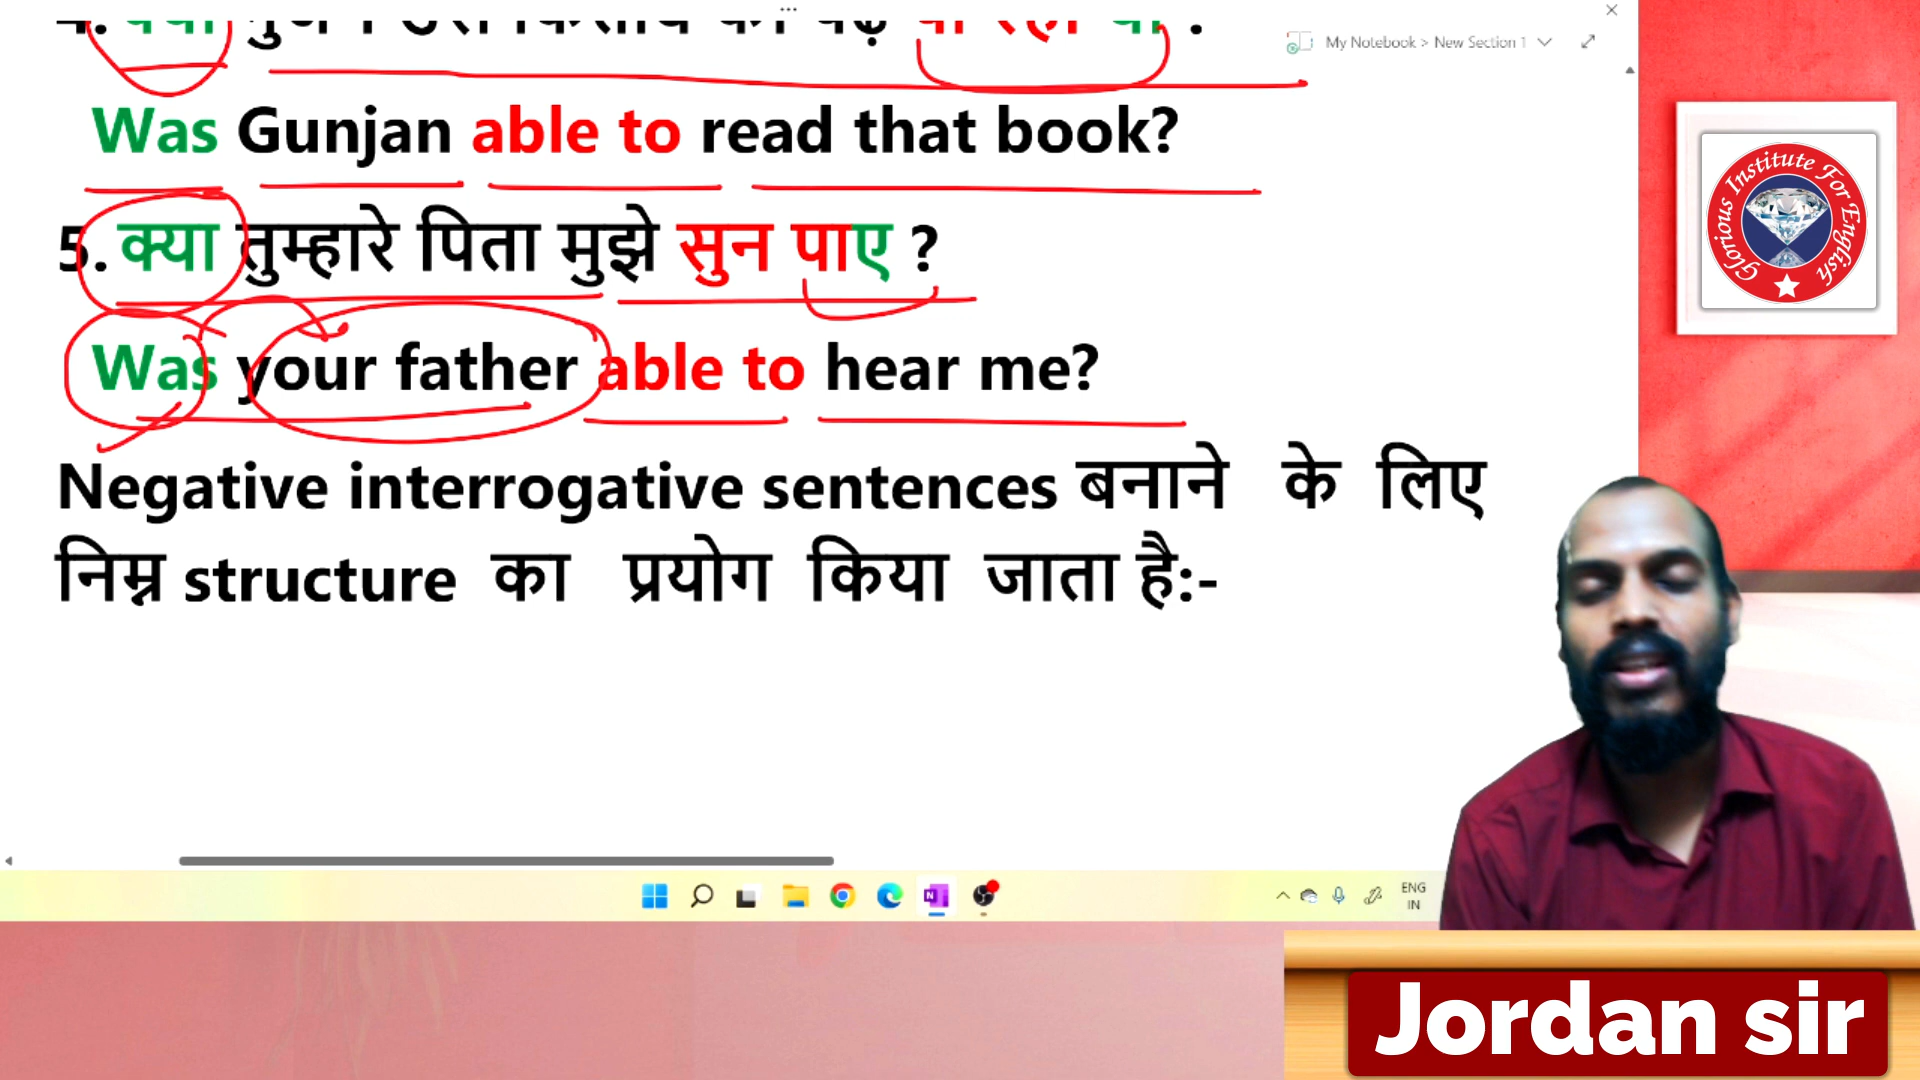 My Notebook > New Section 1
Was Gunjan able to read that book?
5. क्या तुम्हारे पिता मुझे सुन पाए ?
Was your father able to hear me?
Negative interrogative sentences बनाने के लिए
निम्न structure का प्रयोग किया जाता है:-
Glorious Institute For English
ENG
IN
Jordan sir